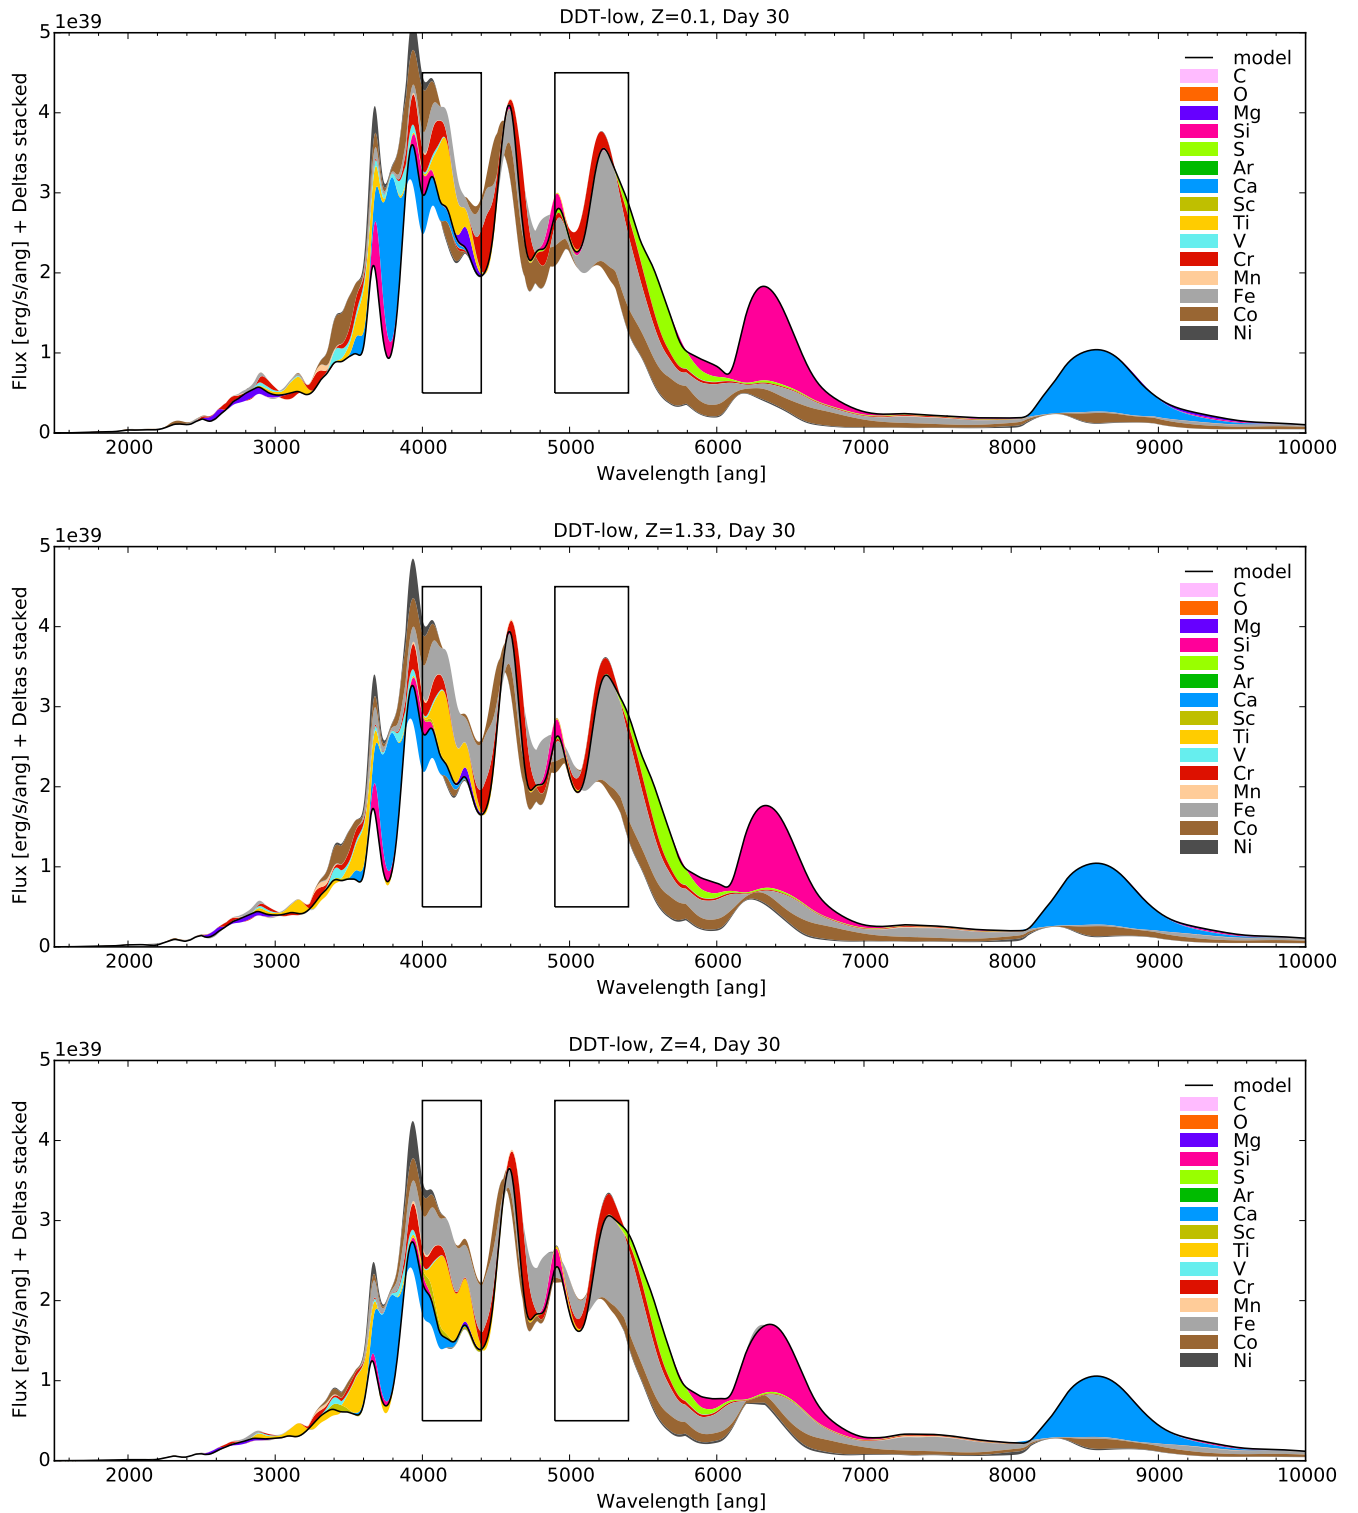 DDT-low, Z=0.1, Day 30
1e39
5
4
3
2
1
0
Flux [erg/s/ang] + Deltas stacked
model
C
O
Mg
Si
S
Ar
Ca
Sc
Ti
V
Cr
Mn
Fe
Co
Ni
2000 3000 4000 5000 6000 7000 8000 9000 10000
Wavelength [ang]
DDT-low, Z=1.33, Day 30
1e39
5
4
3
2
1
0
Flux [erg/s/ang] + Deltas stacked
model
C
O
Mg
Si
S
Ar
Ca
Sc
Ti
V
Cr
Mn
Fe
Co
Ni
2000 3000 4000 5000 6000 7000 8000 9000 10000
Wavelength [ang]
DDT-low, Z=4, Day 30
1e39
5
4
3
2
1
0
Flux [erg/s/ang] + Deltas stacked
model
C
O
Mg
Si
S
Ar
Ca
Sc
Ti
V
Cr
Mn
Fe
Co
Ni
2000 3000 4000 5000 6000 7000 8000 9000 10000
Wavelength [ang]